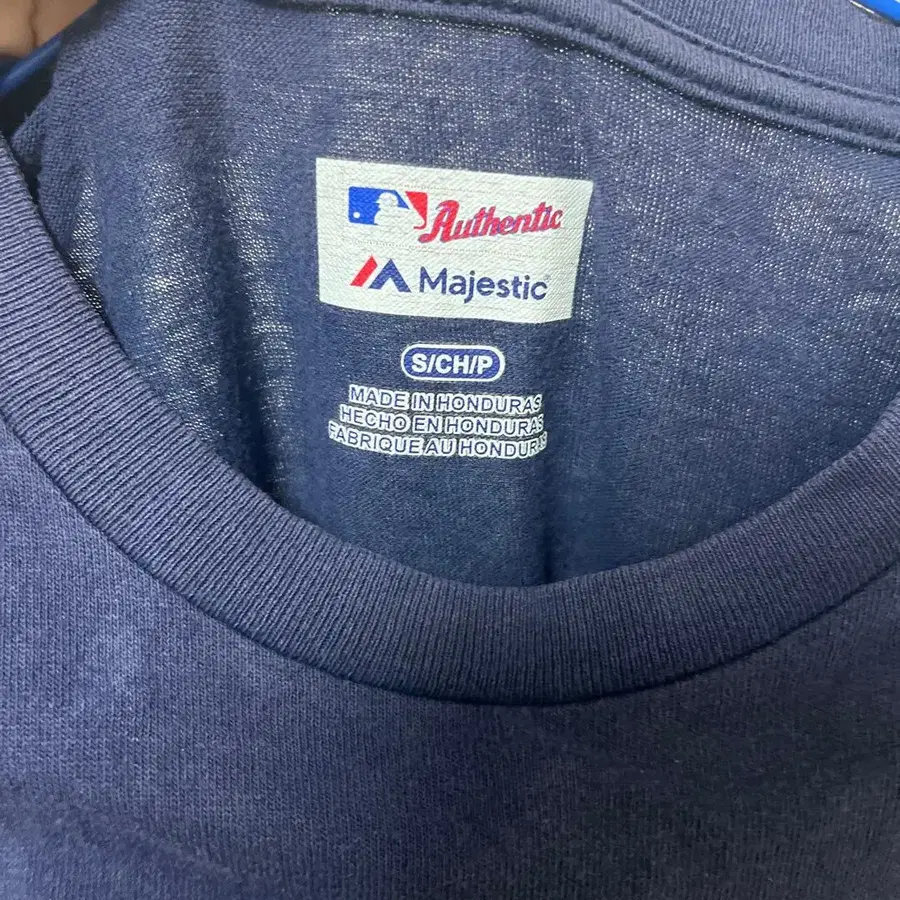 Authentic
Majestic
S/CH/P
MADE IN HONDURAS
HECHO EN HONDURAS
FABRIQUE AU HONDURAS